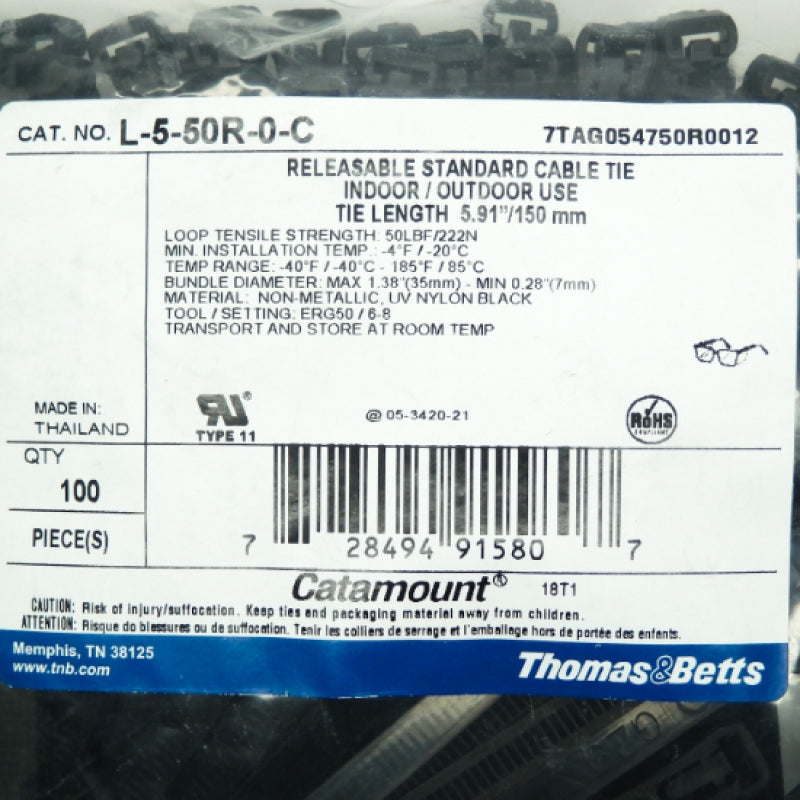 CAT. NO. L-5-50R-0-C 7TAG054750R0012
RELEASABLE STANDARD CABLE TIE
INDOOR / OUTDOOR USE
TIE LENGTH 5.91"/150 mm
LOOP TENSILE STRENGTH: 50LBF/222N
MIN. INSTALLATION TEMP.: -4°F / -20°C
TEMP RANGE: -40°F / -40°C - 185°F / 85°C
BUNDLE DIAMETER: MAX 1.38"(35mm) - MIN 0.28"(7mm)
MATERIAL: NON-METALLIC, UV NYLON BLACK
TOOL / SETTING: ERG50 / 6-8
TRANSPORT AND STORE AT ROOM TEMP
MADE IN:
THAILAND
RU®
TYPE 11
@ 05-3420-21
RoHS
COMPLIANT
QTY
100
PIECE(S)
7 28494 91580 7
Catamount® 18T1
CAUTION: Risk of injury/suffocation. Keep ties and packaging material away from children.
ATTENTION: Risque do blessures ou de suffocation. Tenir les colliers de serrage et l'emballage hors de portée des enfants.
Memphis, TN 38125
www.tnb.com
Thomas&Betts